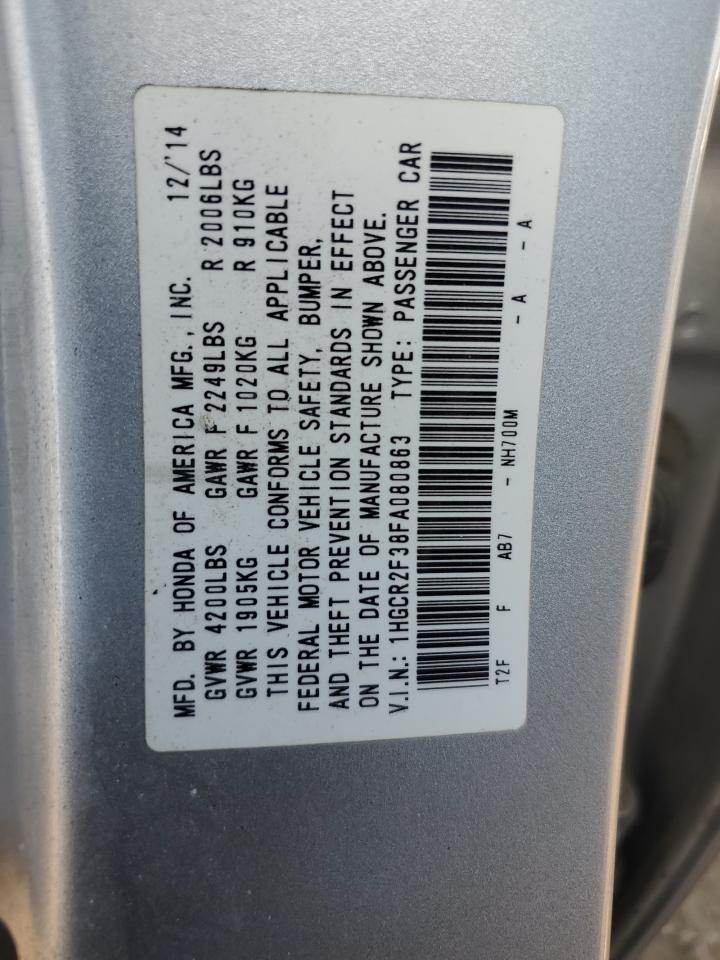 MFD. BY HONDA OF AMERICA MFG., INC. 12/'14
GVWR 4200LBS GAWR F 2249LBS R 2006LBS
GVWR 1905KG GAWR F 1020KG R 910KG
THIS VEHICLE CONFORMS TO ALL APPLICABLE
FEDERAL MOTOR VEHICLE SAFETY, BUMPER,
AND THEFT PREVENTION STANDARDS IN EFFECT
ON THE DATE OF MANUFACTURE SHOWN ABOVE.
V.I.N.: 1HGCR2F38FA080863 TYPE: PASSENGER CAR
T2F F AB7 - NH700M - A - A